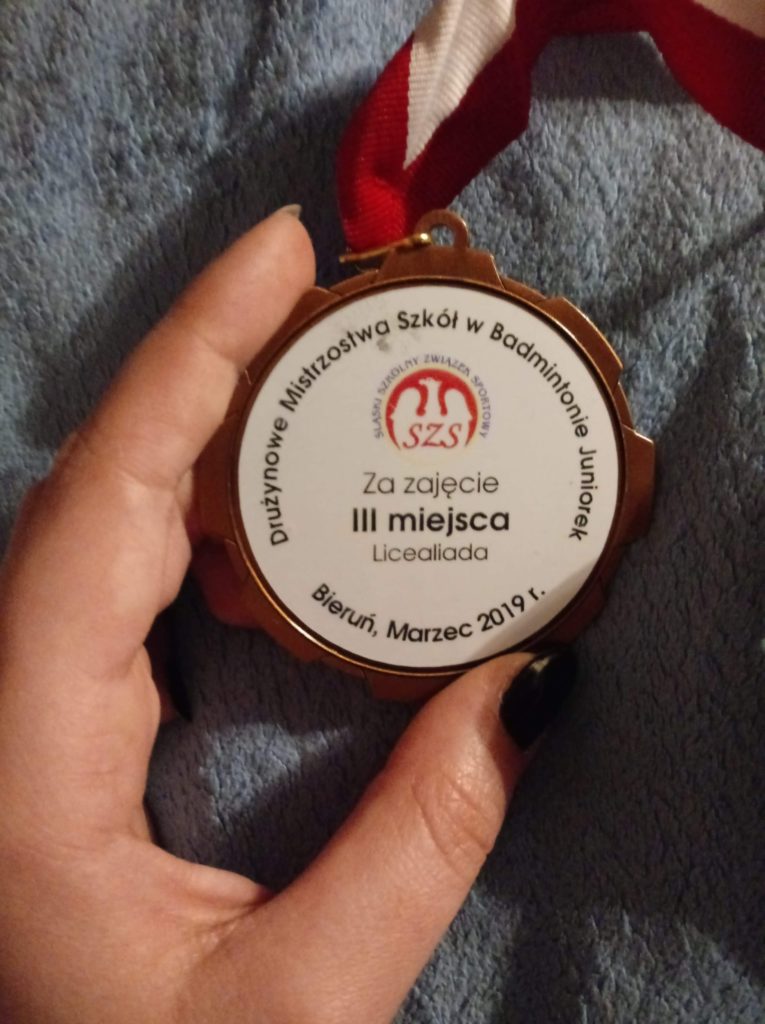 Drużynowe Mistrzostwa Szkół w Badmintonie Juniorek
ŚLĄSKI SZKOLNY ZWIĄZEK SPORTOWY
SZS
Za zajęcie
III miejsca
Licealiada
Bieruń, Marzec 2019 r.